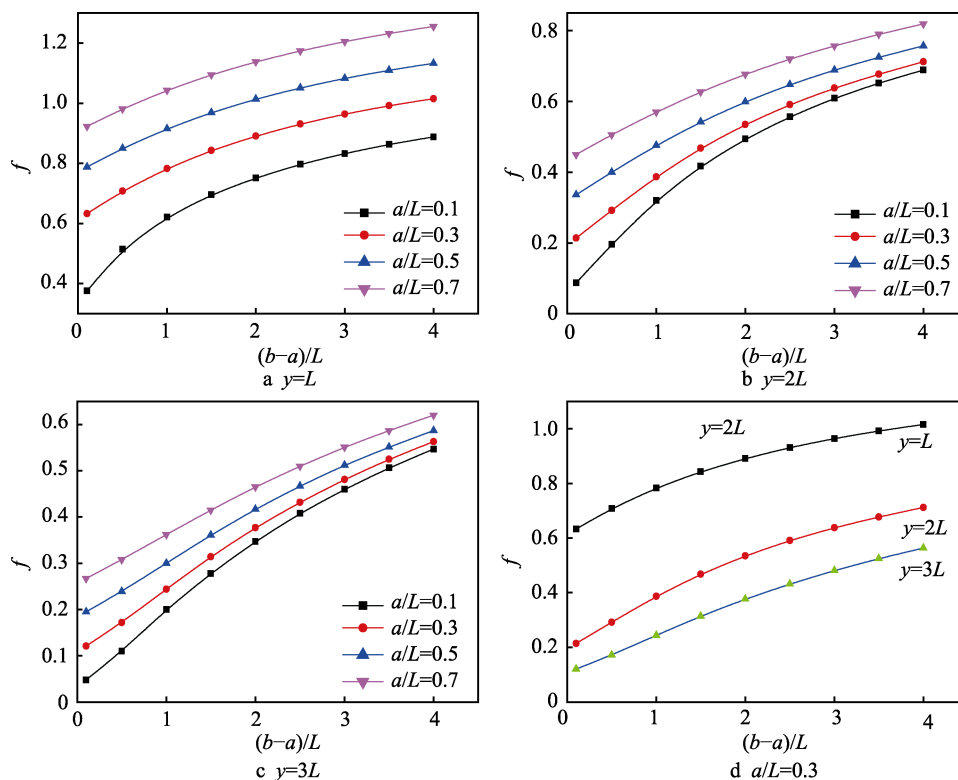 1.2
1.0
0.8
0.6
0.4
f
0 1 2 3 4
a/L=0.1
a/L=0.3
a/L=0.5
a/L=0.7
(b−a)/L
a y=L
0.8
0.6
0.4
0.2
0
f
0 1 2 3 4
a/L=0.1
a/L=0.3
a/L=0.5
a/L=0.7
(b−a)/L
b y=2L
0.6
0.5
0.4
0.3
0.2
0.1
0
f
0 1 2 3 4
a/L=0.1
a/L=0.3
a/L=0.5
a/L=0.7
(b−a)/L
c y=3L
1.0
0.8
0.6
0.4
0.2
0
f
0 1 2 3 4
y=2L
y=L
y=2L
y=3L
(b−a)/L
d a/L=0.3